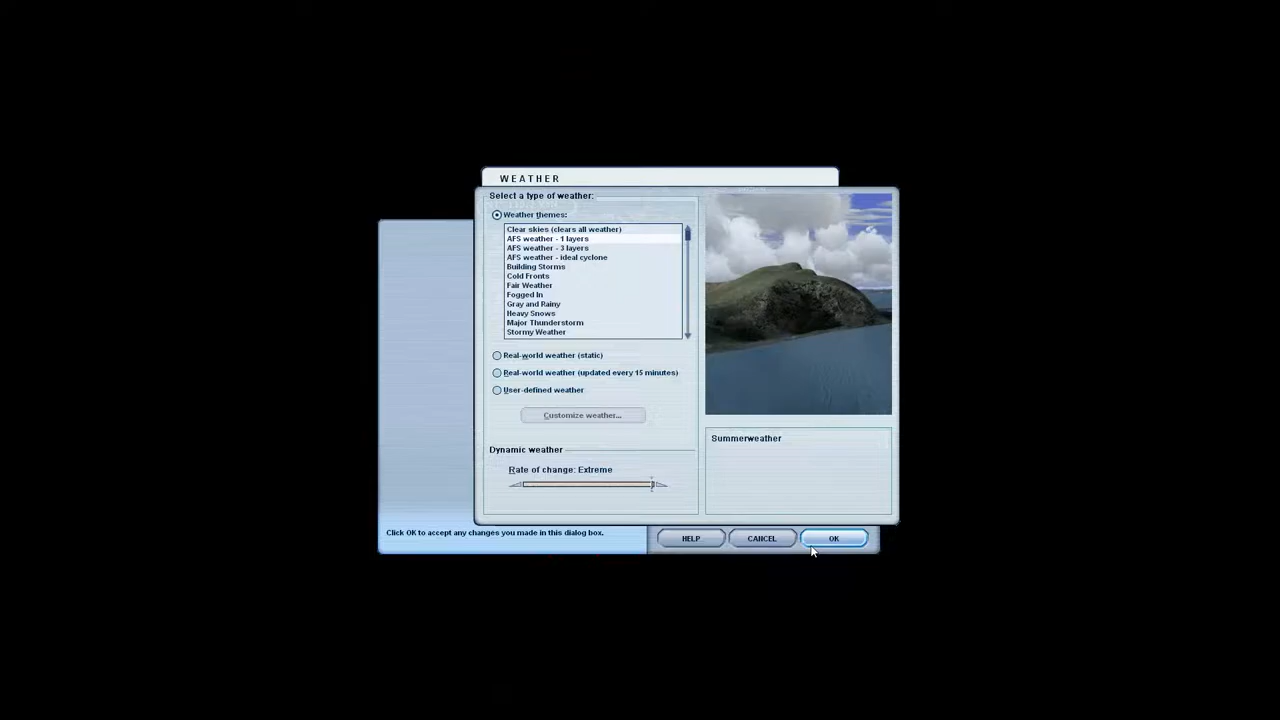 WEATHER
Select a type of weather:
Weather themes:
Clear skies (clears all weather)
AFS weather - 1 layers
AFS weather - 3 layers
AFS weather - ideal cyclone
Building Storms
Cold Fronts
Fair Weather
Fogged In
Gray and Rainy
Heavy Snows
Major Thunderstorm
Stormy Weather
Real-world weather (static)
Real-world weather (updated every 15 minutes)
User-defined weather
Customize weather...
Dynamic weather
Rate of change: Extreme
Summerweather
Click OK to accept any changes you made in this dialog box.
HELP
CANCEL
OK